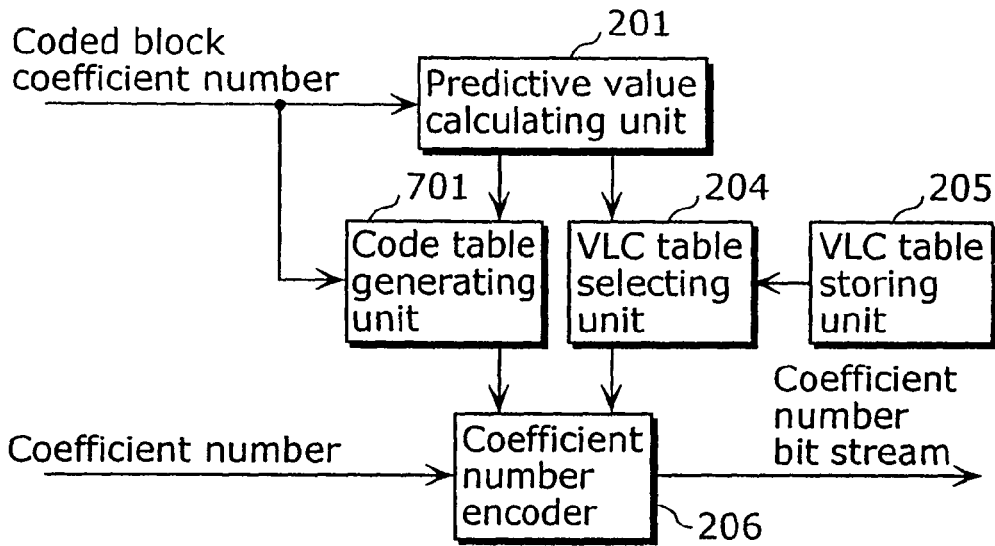 201
Coded block
coefficient number
Predictive value
calculating unit
701
204
205
Code table
generating
unit
VLC table
selecting
unit
VLC table
storing
unit
Coefficient
number
bit stream
Coefficient number
Coefficient
number
encoder
206